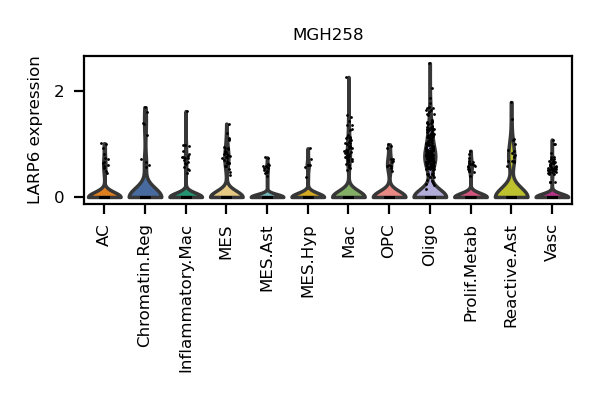 MGH258
LARP6 expression
2
0
AC
Chromatin.Reg
Inflammatory.Mac
MES
MES.Ast
MES.Hyp
Mac
OPC
Oligo
Prolif.Metab
Reactive.Ast
Vasc